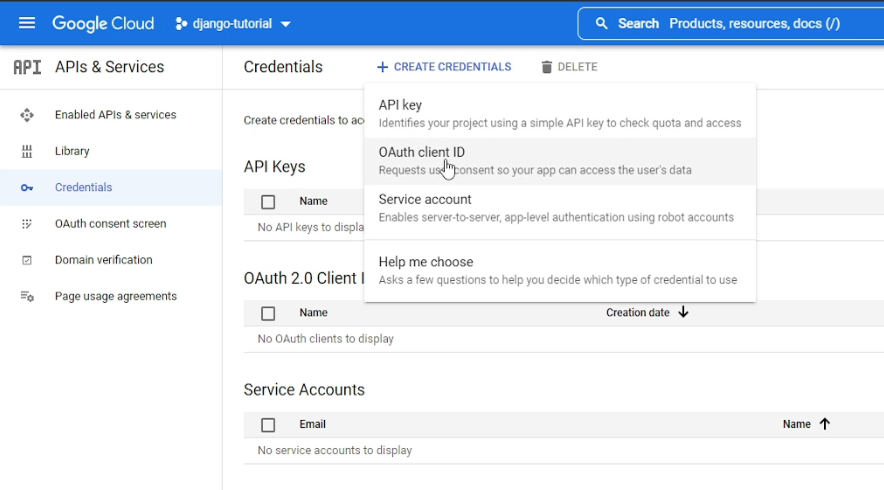 Google Cloud django-tutorial Search Products, resources, docs (/)
API APIs & Services
Enabled APIs & services
Library
Credentials
OAuth consent screen
Domain verification
Page usage agreements
Credentials + CREATE CREDENTIALS DELETE
Create credentials to
API key
Identifies your project using a simple API key to check quota and access
OAuth client ID
Requests consent so your app can access the user's data
Service account
Enables server-to-server, app-level authentication using robot accounts
Help me choose
Asks a few questions to help you decide which type of credential to use
API Keys
Name
No API keys to displa
OAuth 2.0 Client I
Name Creation date
No OAuth clients to display
Service Accounts
Email Name
No service accounts to display